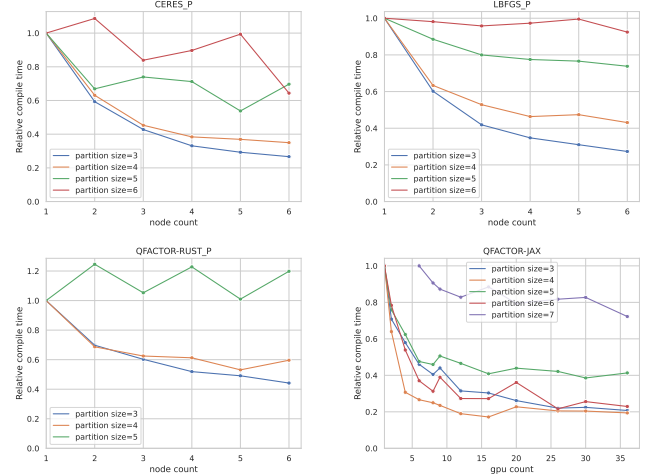 CERES_P
Relative compile time
1.0
0.8
0.6
0.4
0.2
0.0
partition size=3
partition size=4
partition size=5
partition size=6
1 2 3 4 5 6
node count
LBFGS_P
Relative compile time
1.0
0.8
0.6
0.4
0.2
0.0
partition size=3
partition size=4
partition size=5
partition size=6
1 2 3 4 5 6
node count
QFACTOR-RUST_P
Relative compile time
1.2
1.0
0.8
0.6
0.4
0.2
0.0
partition size=3
partition size=4
partition size=5
1 2 3 4 5 6
node count
QFACTOR-JAX
Relative compile time
1.0
0.8
0.6
0.4
0.2
0.0
partition size=3
partition size=4
partition size=5
partition size=6
partition size=7
5 10 15 20 25 30 35
gpu count